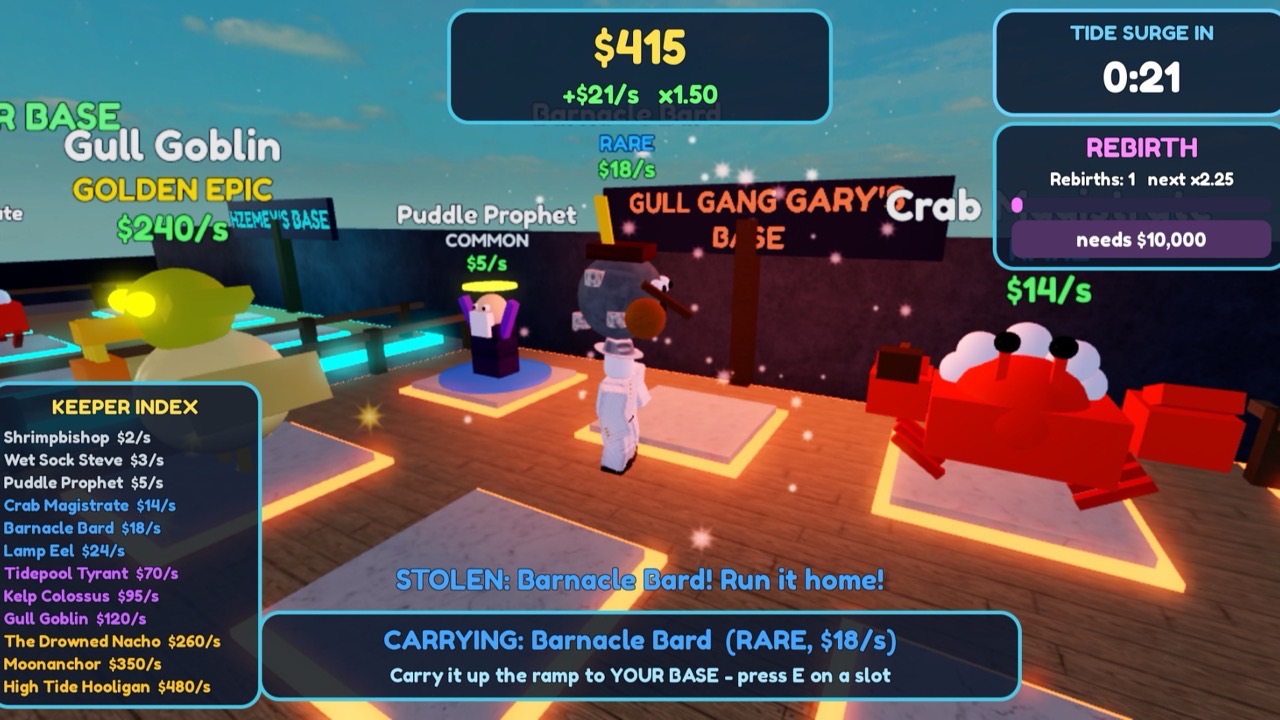 $415
+$21/s x1.50
TIDE SURGE IN
0:21
REBIRTH
Rebirths: 1 next x2.25
needs $10,000
R BASE
Gull Goblin
GOLDEN EPIC
$240/s
BASE
Puddle Prophet
COMMON
$5/s
Barnacle Bard
RARE
$18/s
GULL GANG GARY'S
BASE
Crab Magistrate
$14/s
KEEPER INDEX
Shrimpbishop $2/s
Wet Sock Steve $3/s
Puddle Prophet $5/s
Crab Magistrate $14/s
Barnacle Bard $18/s
Lamp Eel $24/s
Tidepool Tyrant $70/s
Kelp Colossus $95/s
Gull Goblin $120/s
The Drowned Nacho $260/s
Moonanchor $350/s
High Tide Hooligan $480/s
STOLEN: Barnacle Bard! Run it home!
CARRYING: Barnacle Bard (RARE, $18/s)
Carry it up the ramp to YOUR BASE - press E on a slot